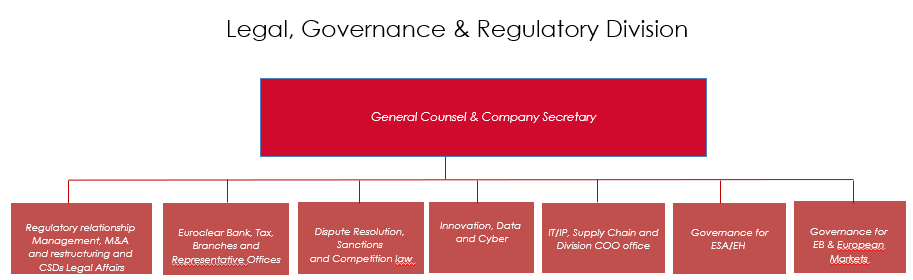 Legal, Governance & Regulatory Division
General Counsel & Company Secretary
Regulatory relationship
Management, M&A
and restructuring and
CSDs Legal Affairs
Euroclear Bank, Tax,
Branches and
Representative Offices
Dispute Resolution,
Sanctions
and Competition law
Innovation, Data
and Cyber
IT/IP, Supply Chain and
Division COO office
Governance for
ESA/EH
Governance for
EB & European
Markets